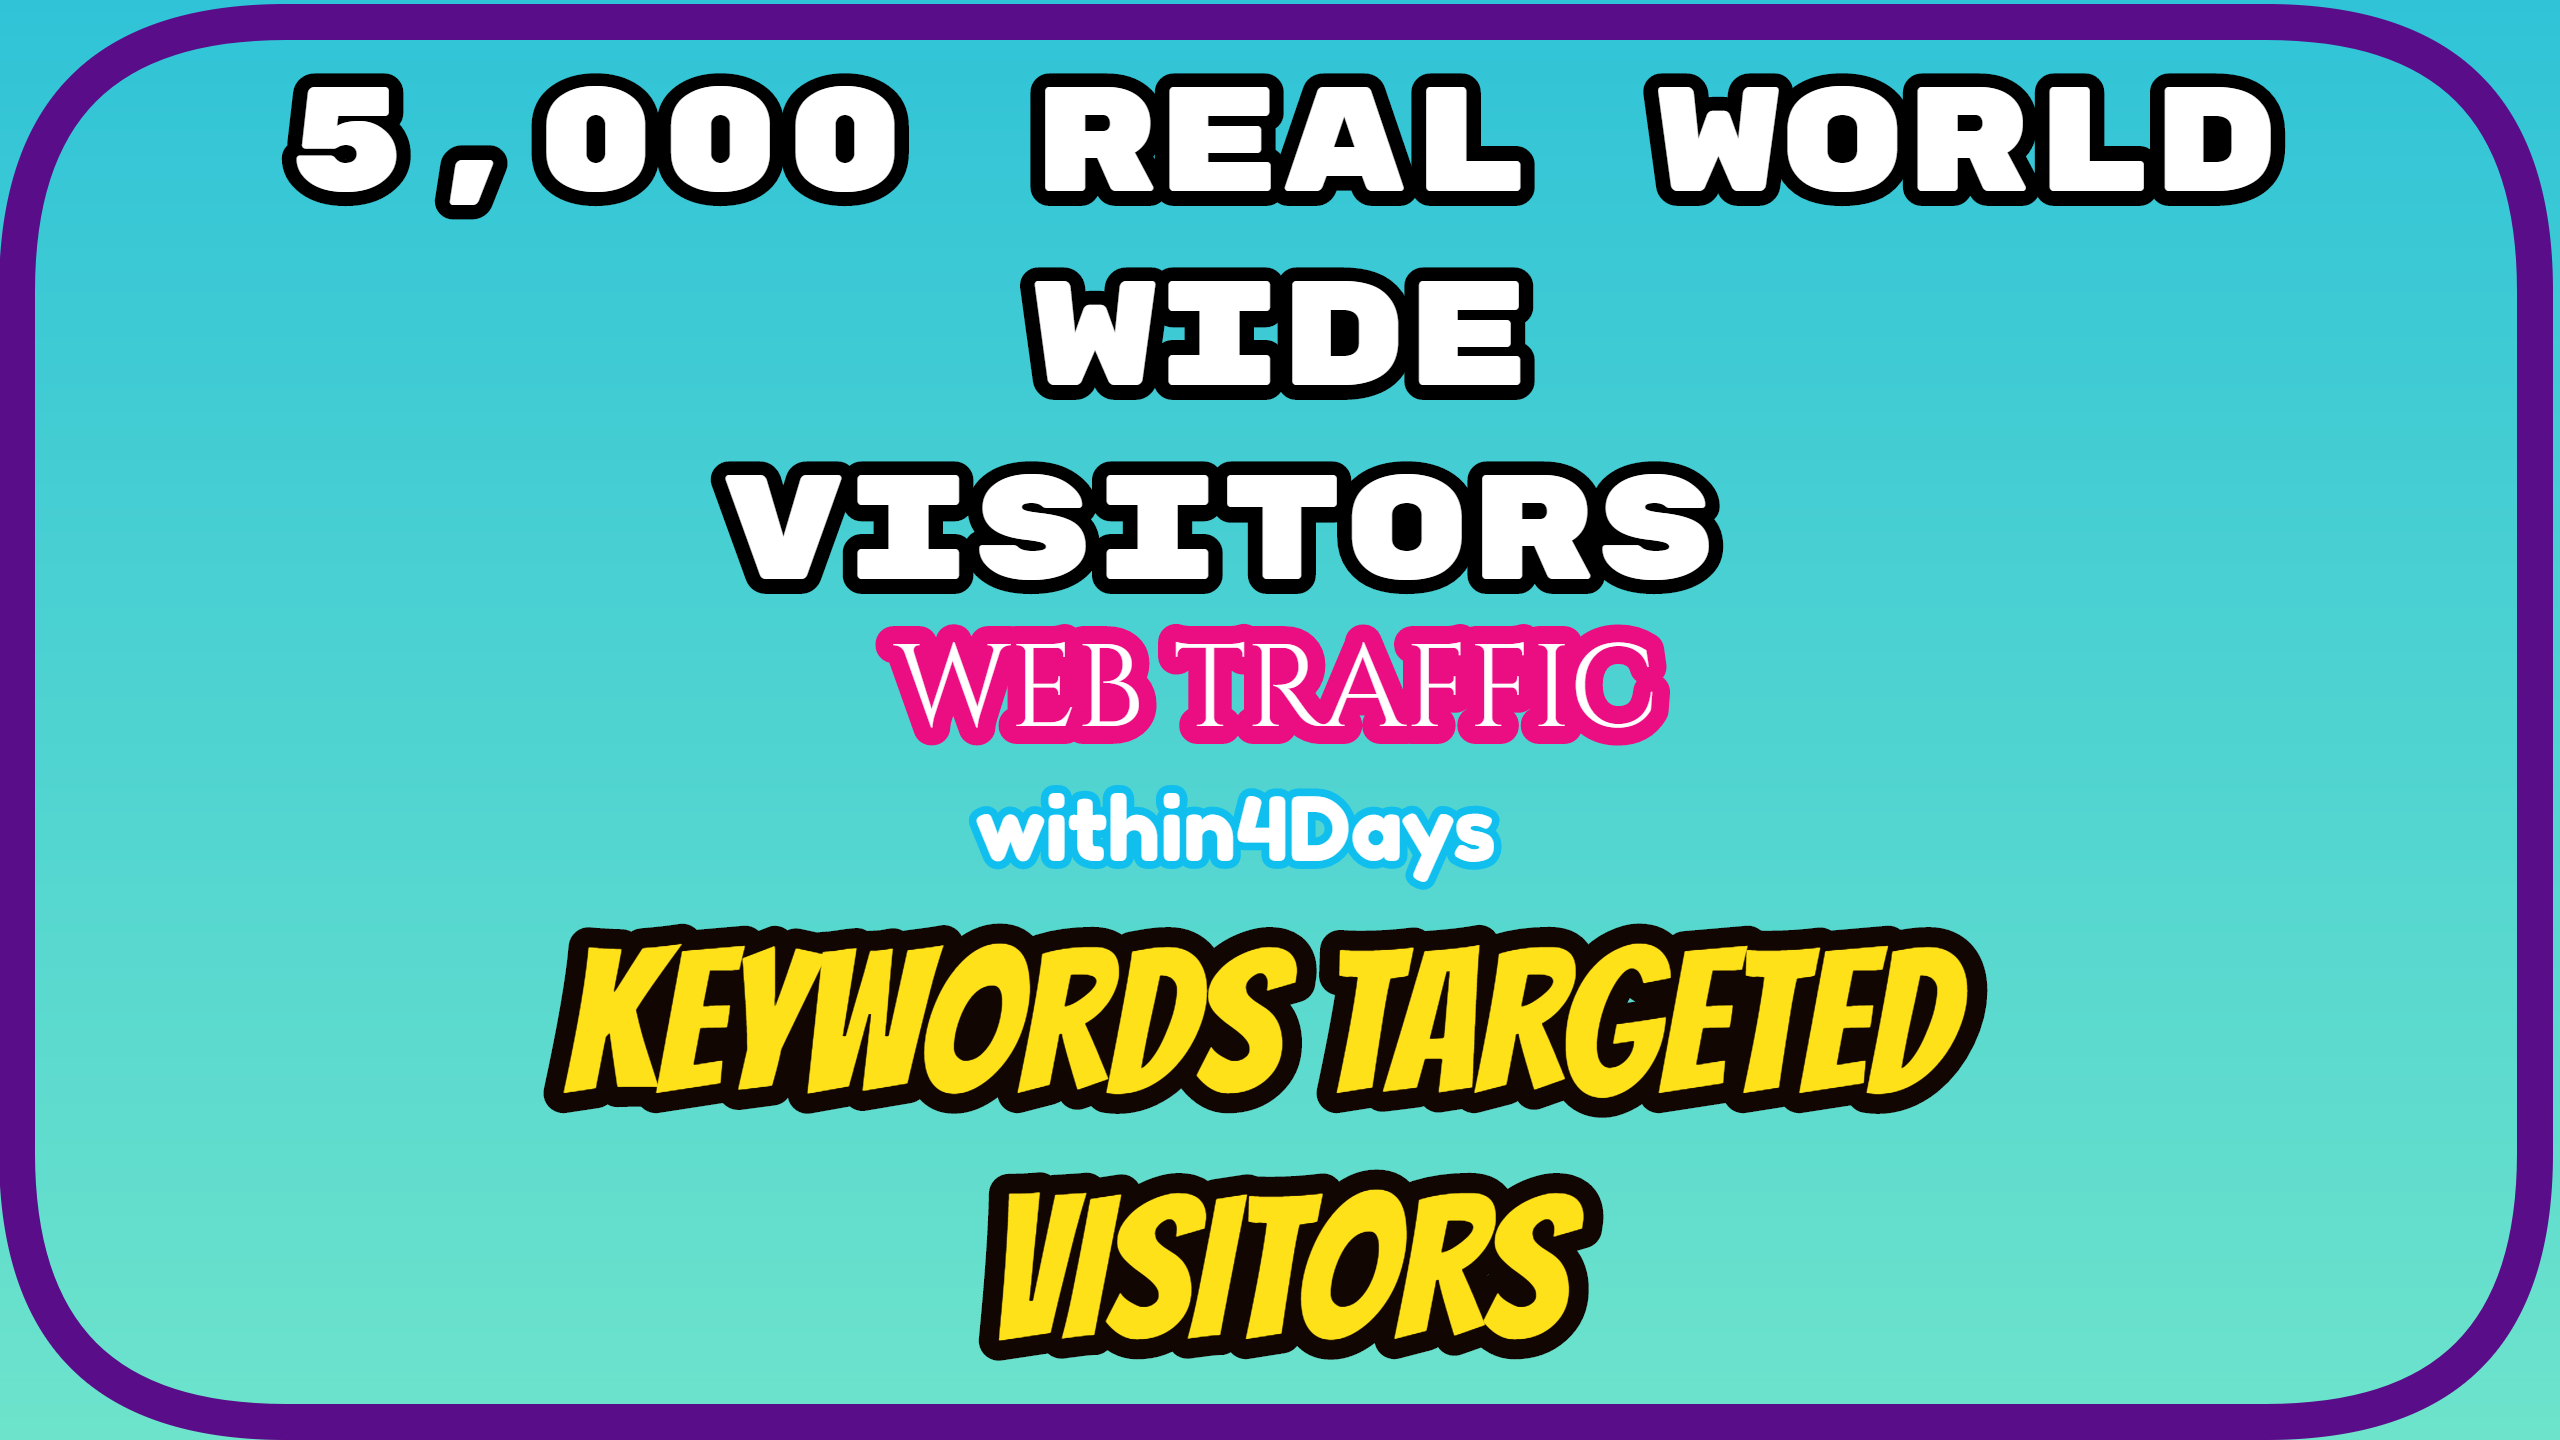 5,000 REAL WORLD
WIDE
VISITORS
WEB TRAFFIC
within4Days
KEYWORDS TARGETED
VISITORS